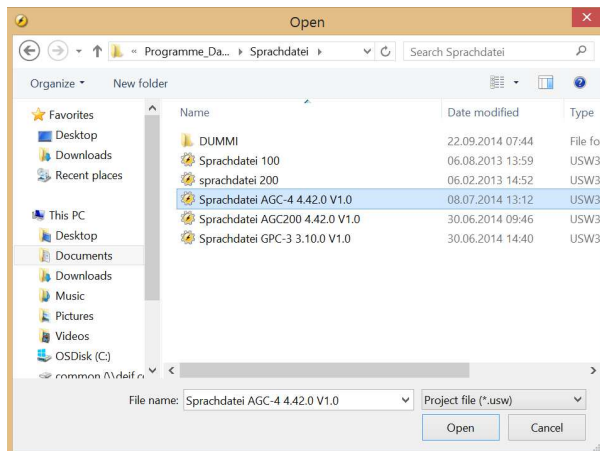 Open
« Programme_Da... Sprachdatei
Search Sprachdatei
Organize
New folder
Favorites
Desktop
Downloads
Recent places
This PC
Desktop
Documents
Downloads
Music
Pictures
Videos
OSDisk (C:)
common (\\deif.c
Name Date modified Type
DUMMI 22.09.2014 07:44 File fo
Sprachdatei 100 06.08.2013 13:59 USW3
sprachdatei 200 06.02.2013 14:52 USW3
Sprachdatei AGC-4 4.42.0 V1.0 08.07.2014 13:12 USW3
Sprachdatei AGC200 4.42.0 V1.0 30.06.2014 09:46 USW3
Sprachdatei GPC-3 3.10.0 V1.0 30.06.2014 14:40 USW3
File name: Sprachdatei AGC-4 4.42.0 V1.0 Project file (*.usw)
Open Cancel